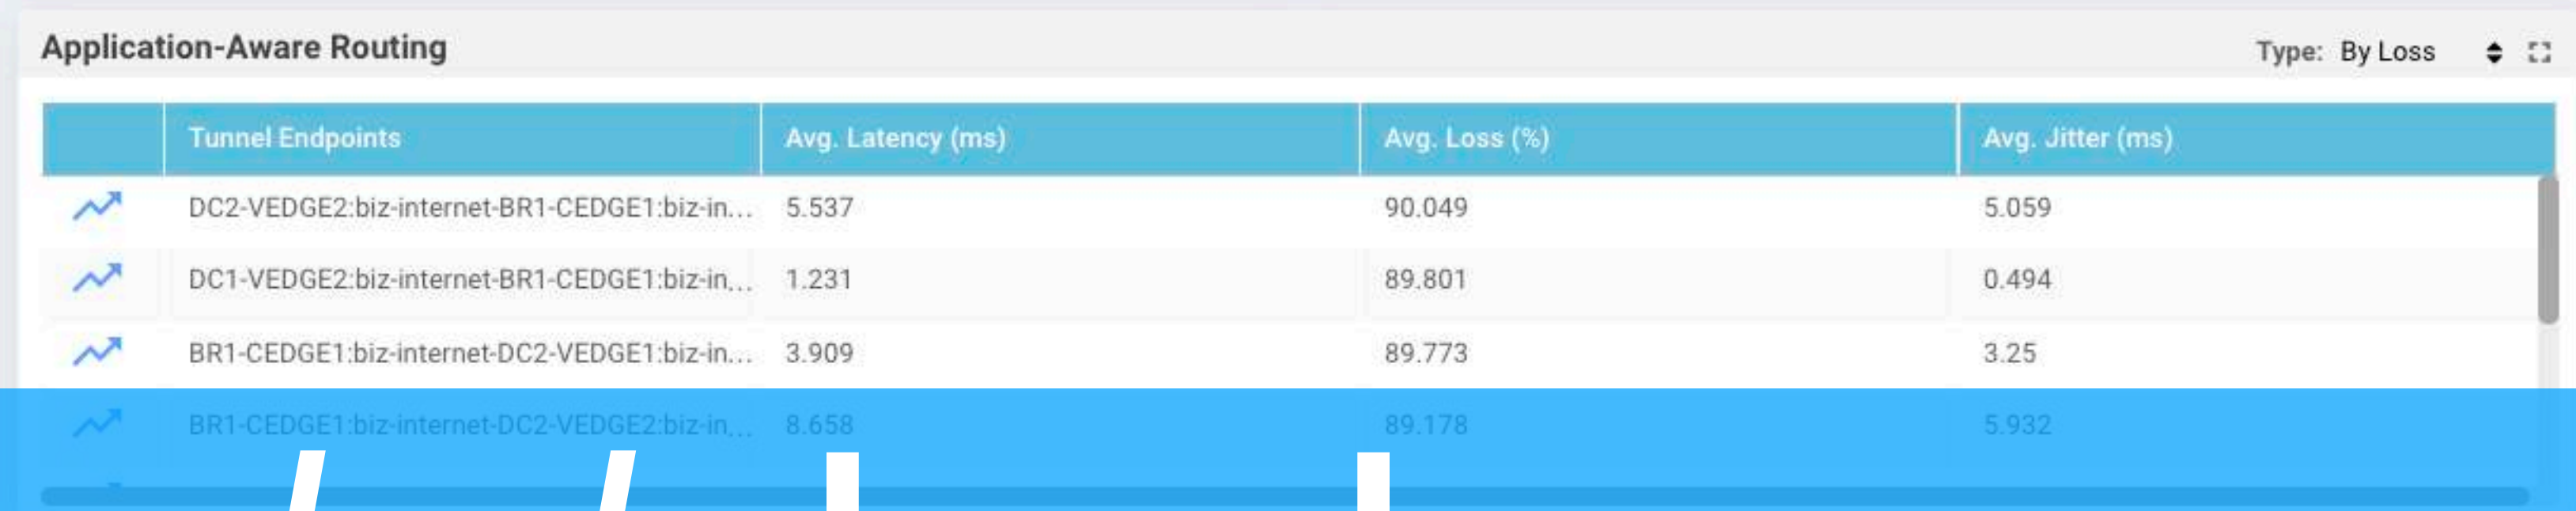 Application-Aware Routing Type: By Loss
Tunnel Endpoints Avg. Latency (ms) Avg. Loss (%) Avg. Jitter (ms)
DC2-VEDGE2:biz-internet-BR1-CEDGE1:biz-in... 5.537 90.049 5.059
DC1-VEDGE2:biz-internet-BR1-CEDGE1:biz-in... 1.231 89.801 0.494
BR1-CEDGE1:biz-internet-DC2-VEDGE1:biz-in... 3.909 89.773 3.25
BR1-CEDGE1:biz-internet-DC2-VEDGE2:biz-in... 8.658 89.178 5.932